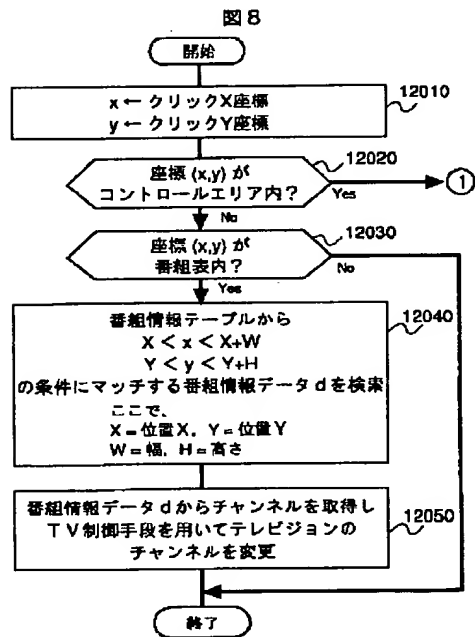 図8
開始
x ← クリックX座標
y ← クリックY座標
12010
座標 (x,y) が
コントロールエリア内?
12020
Yes
①
No
座標 (x,y) が
番組表内?
12030
No
Yes
番組情報テーブルから
X < x < X+W
Y < y < Y+H
の条件にマッチする番組情報データdを検索
ここで、
X=位置X, Y=位置Y
W=幅, H=高さ
12040
番組情報データdからチャンネルを取得し
TV制御手段を用いてテレビジョンの
チャンネルを変更
12050
終了